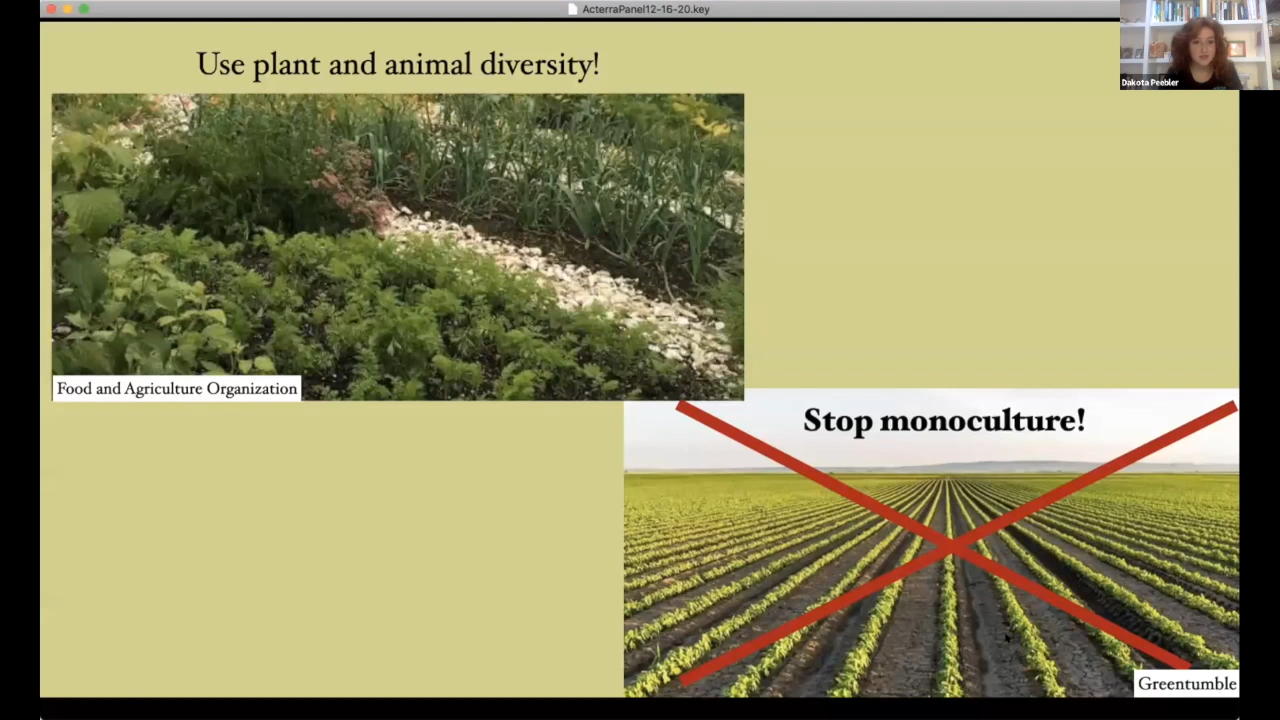 ActerraPanel12-16-20.key
Dakota Peebler
Use plant and animal diversity!
Food and Agriculture Organization
Stop monoculture!
Greentumble